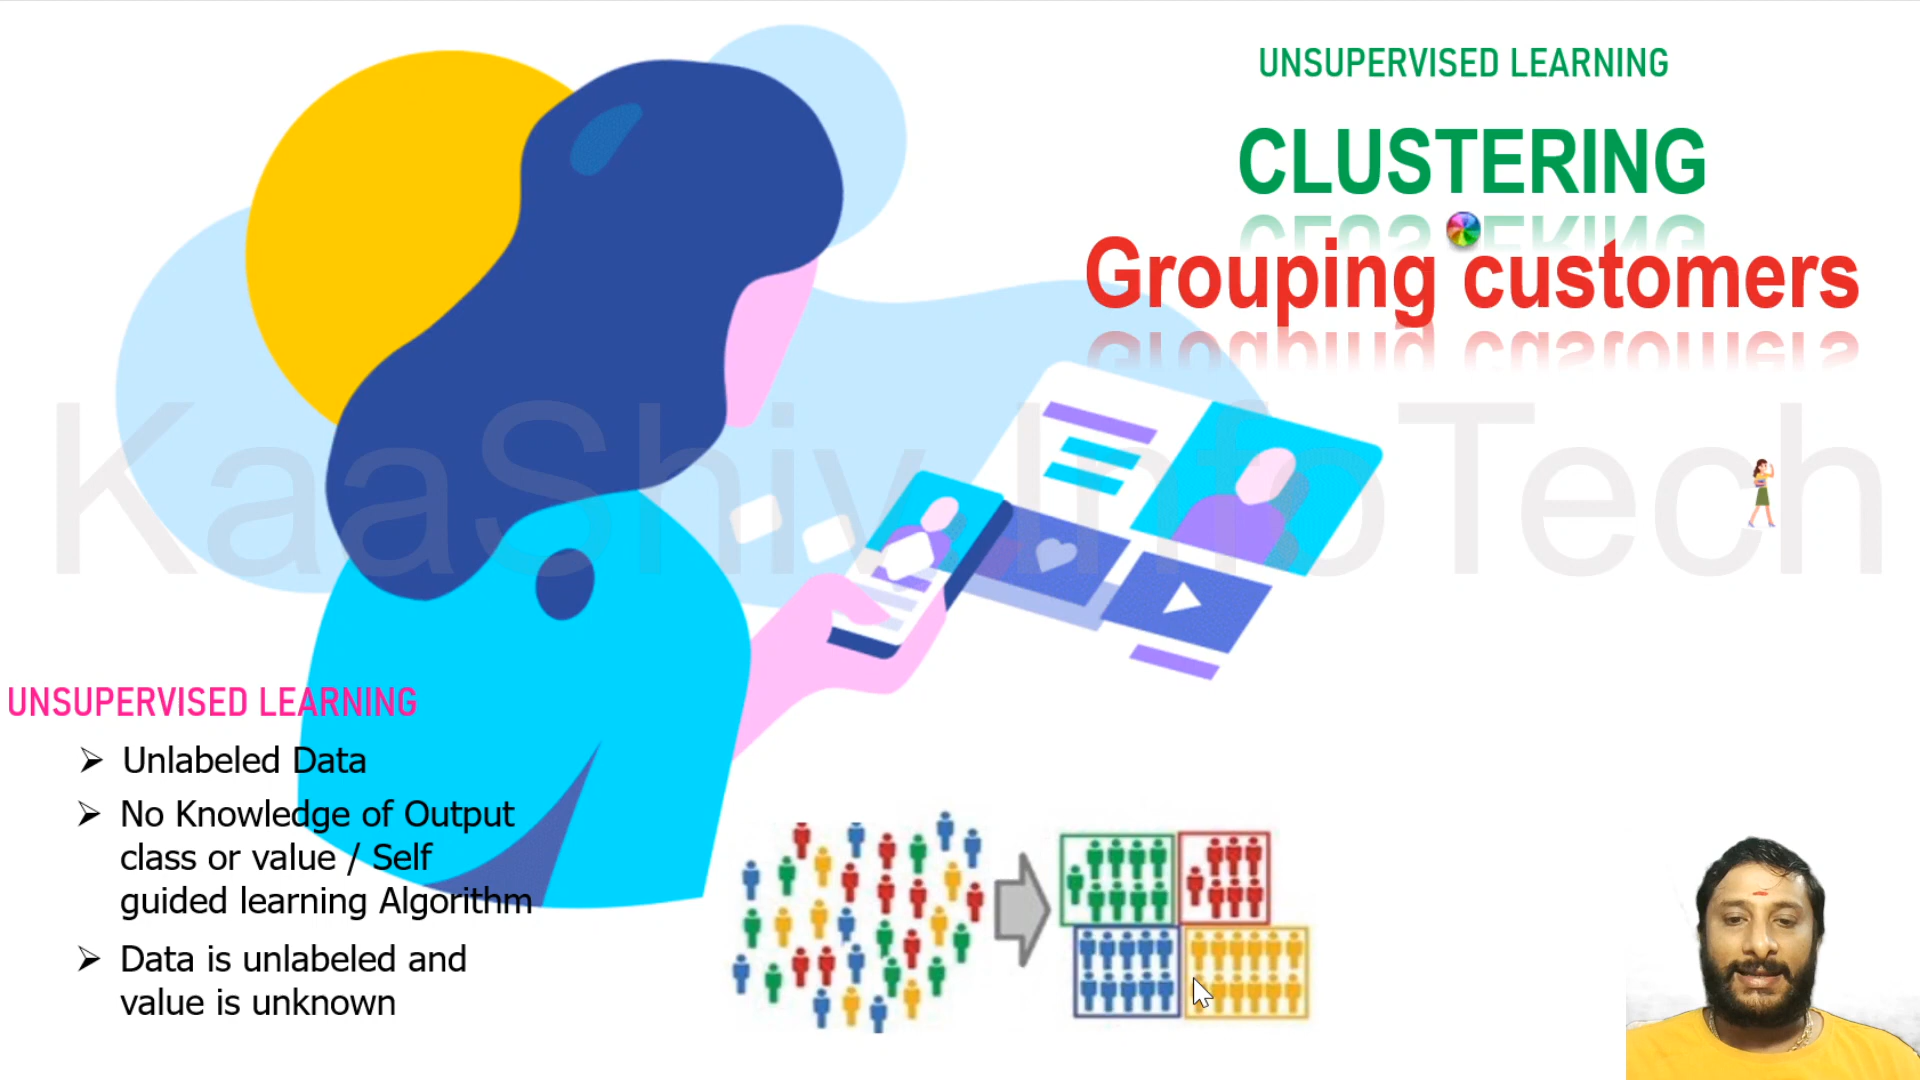 UNSUPERVISED LEARNING
CLUSTERING
Grouping customers
KaaShiv InfoTech
UNSUPERVISED LEARNING
Unlabeled Data
No Knowledge of Output
class or value / Self
guided learning Algorithm
Data is unlabeled and
value is unknown